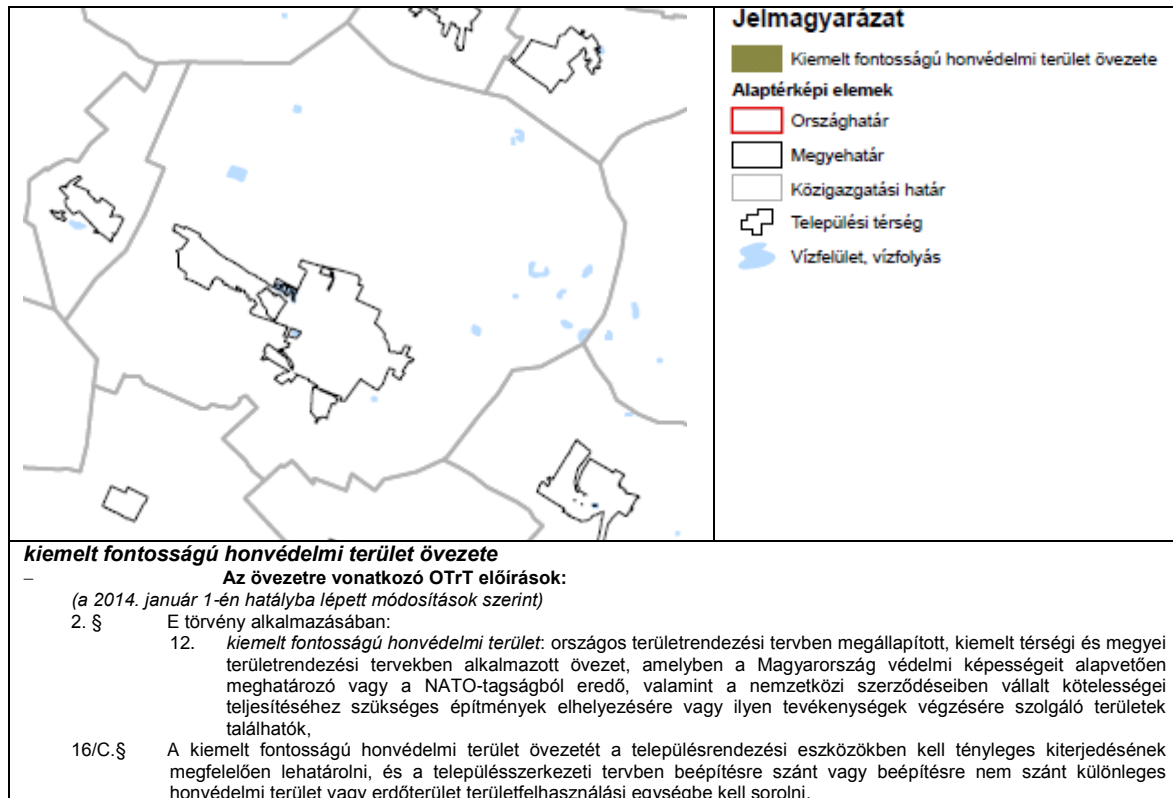 Jelmagyarázat
Kiemelt fontosságú honvédelmi terület övezete
Alaptérképi elemek
Országhatár
Megyehatár
Közigazgatási határ
Települési térség
Vízfelület, vízfolyás
kiemelt fontosságú honvédelmi terület övezete
– Az övezetre vonatkozó OTrT előírások:
(a 2014. január 1-én hatályba lépett módosítások szerint)
2. § E törvény alkalmazásában:
12. kiemelt fontosságú honvédelmi terület: országos területrendezési tervben megállapított, kiemelt térségi és megyei
területrendezési tervekben alkalmazott övezet, amelyben a Magyarország védelmi képességeit alapvetően
meghatározó vagy a NATO-tagságból eredő, valamint a nemzetközi szerződéseiben vállalt kötelességei
teljesítéséhez szükséges építmények elhelyezésére vagy ilyen tevékenységek végzésére szolgáló területek
találhatók,
16/C.§ A kiemelt fontosságú honvédelmi terület övezetét a településrendezési eszközökben kell tényleges kiterjedésének
megfelelően lehatárolni, és a településszerkezeti tervben beépítésre szánt vagy beépítésre nem szánt különleges
honvédelmi terület vagy erdőterület területfelhasználási egységbe kell sorolni.